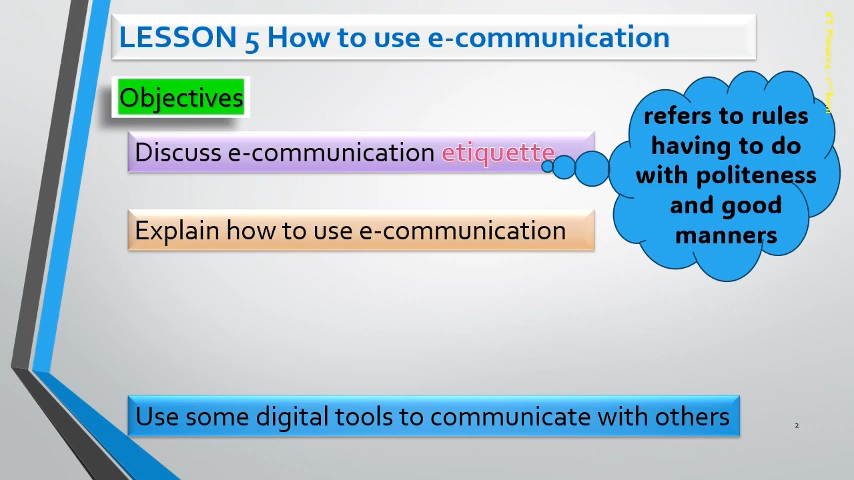 LESSON 5 How to use e-communication
Objectives
Discuss e-communication etiquette
refers to rules
having to do
with politeness
and good
manners
Explain how to use e-communication
Use some digital tools to communicate with others
2